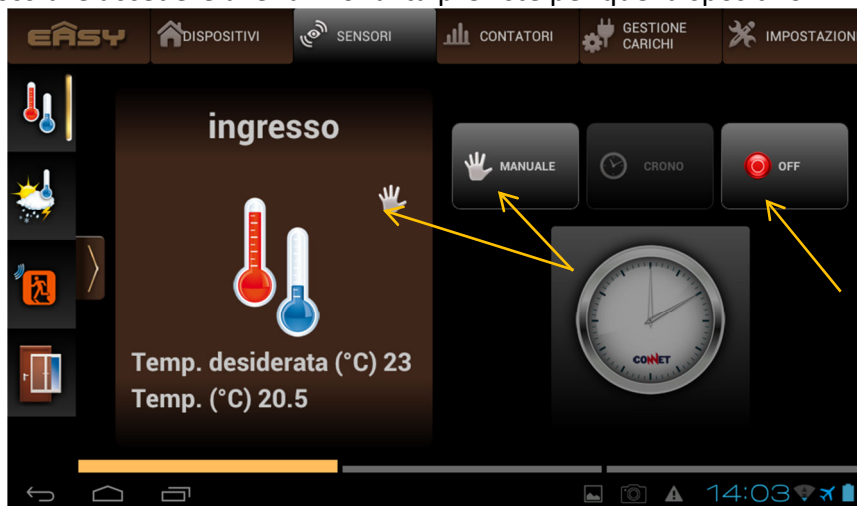 EASY
DISPOSITIVI
SENSORI
CONTATORI
GESTIONE
CARICHI
IMPOSTAZIONI
ingresso
MANUALE
CRONO
OFF
CONNET
Temp. desiderata (°C) 23
Temp. (°C) 20.5
14:03